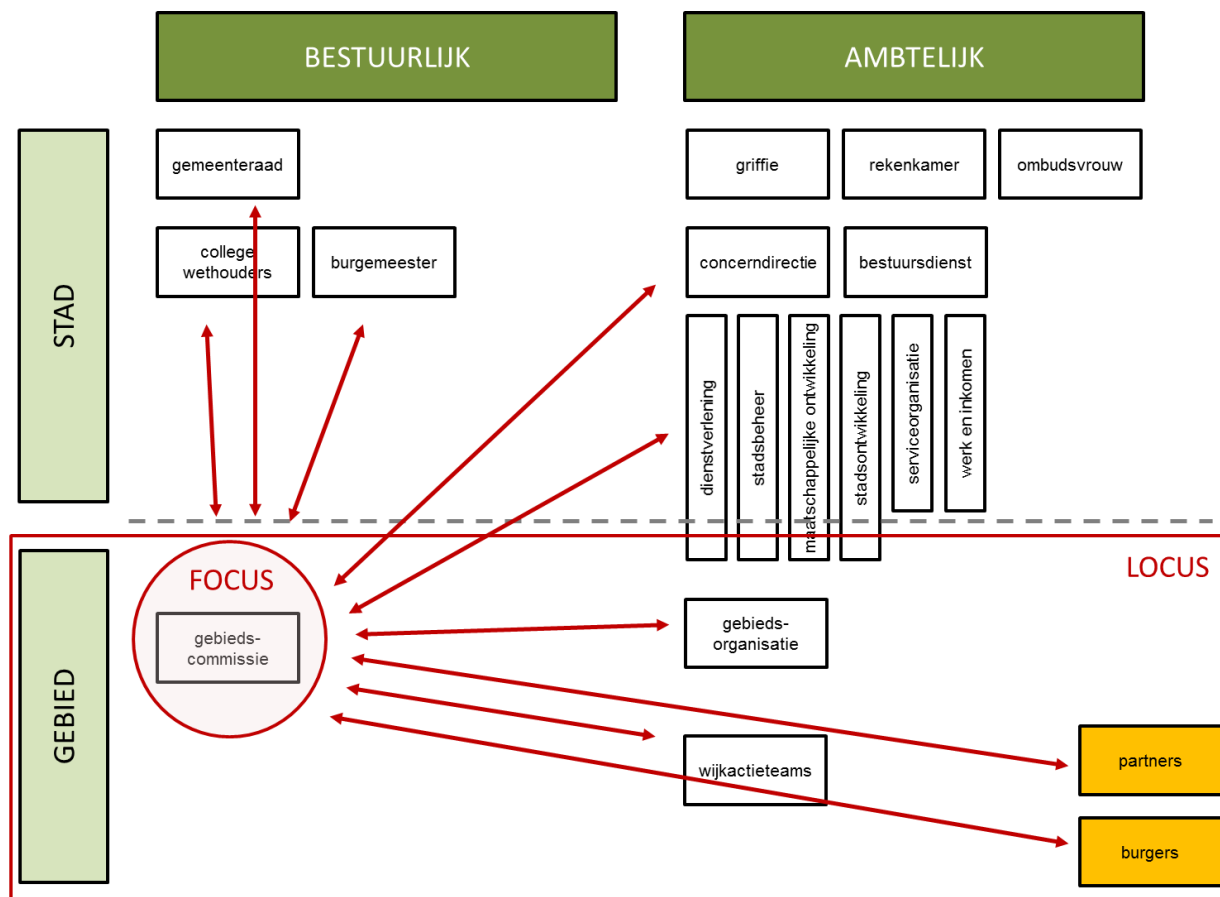 BESTUURLIJK
AMBTELIJK
STAD
gemeenteraad
griffie
rekenkamer
ombudsvrouw
college
wethouders
burgemeester
concerndirectie
bestuursdienst
dienstverlening
stadsbeheer
maatschappelijke ontwikkeling
stadsontwikkeling
serviceorganisatie
werk en inkomen
GEBIED
FOCUS
LOCUS
gebieds-
commissie
gebieds-
organisatie
wijkactieteams
partners
burgers